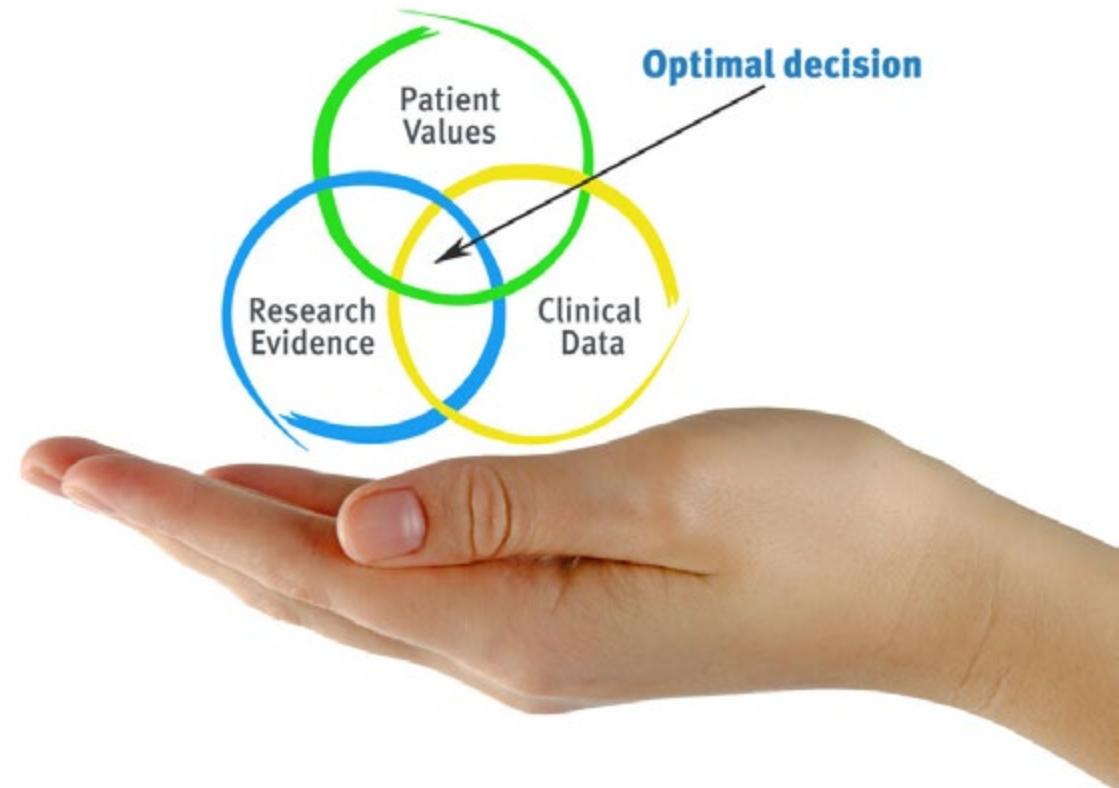 Optimal decision
Patient
Values
Research
Evidence
Clinical
Data